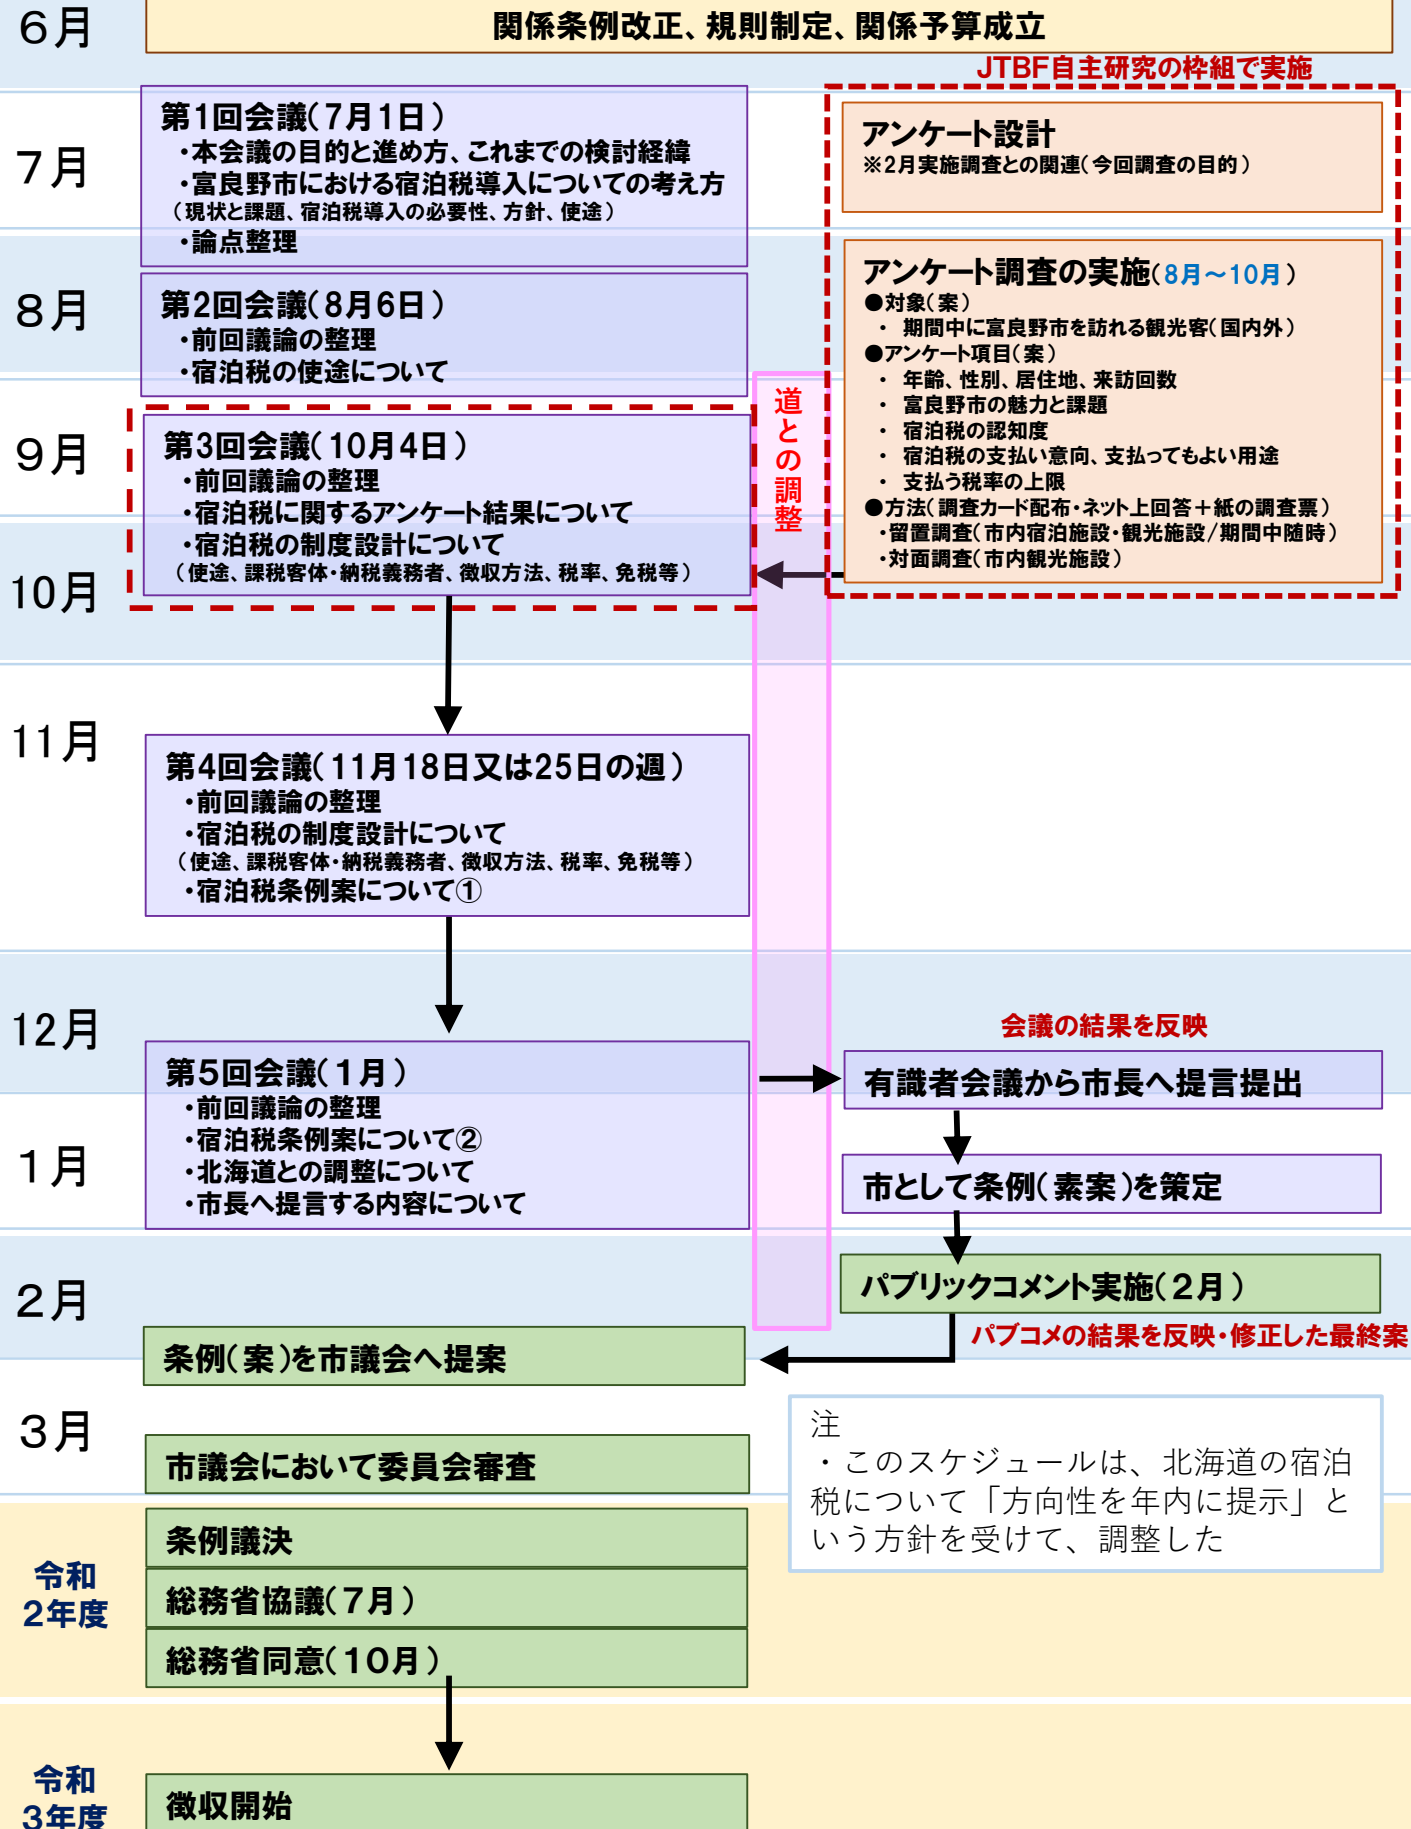 6月
関係条例改正、規則制定、関係予算成立
JTBF自主研究の枠組で実施
7月
第1回会議(7月1日)
・本会議の目的と進め方、これまでの検討経緯
・富良野市における宿泊税導入についての考え方
(現状と課題、宿泊税導入の必要性、方針、使途)
・論点整理
アンケート設計
※2月実施調査との関連(今回調査の目的)
8月
第2回会議(8月6日)
・前回議論の整理
・宿泊税の使途について
アンケート調査の実施(8月～10月)
●対象(案)
・ 期間中に富良野市を訪れる観光客(国内外)
●アンケート項目(案)
・ 年齢、性別、居住地、来訪回数
・ 富良野市の魅力と課題
・ 宿泊税の認知度
・ 宿泊税の支払い意向、支払ってもよい用途
・ 支払う税率の上限
●方法(調査カード配布・ネット上回答＋紙の調査票)
・留置調査(市内宿泊施設・観光施設/期間中随時)
・対面調査(市内観光施設)
道との調整
9月
第3回会議(10月4日)
・前回議論の整理
・宿泊税に関するアンケート結果について
・宿泊税の制度設計について
(使途、課税客体・納税義務者、徴収方法、税率、免税等)
10月
11月
第4回会議(11月18日又は25日の週)
・前回議論の整理
・宿泊税の制度設計について
(使途、課税客体・納税義務者、徴収方法、税率、免税等)
・宿泊税条例案について①
12月
会議の結果を反映
第5回会議(1月)
・前回議論の整理
・宿泊税条例案について②
・北海道との調整について
・市長へ提言する内容について
有識者会議から市長へ提言提出
1月
市として条例(素案)を策定
2月
パブリックコメント実施(2月)
パブコメの結果を反映・修正した最終案
条例(案)を市議会へ提案
3月
市議会において委員会審査
注
・このスケジュールは、北海道の宿泊
税について「方向性を年内に提示」と
いう方針を受けて、調整した
令和
2年度
条例議決
総務省協議(7月)
総務省同意(10月)
令和
3年度
徴収開始